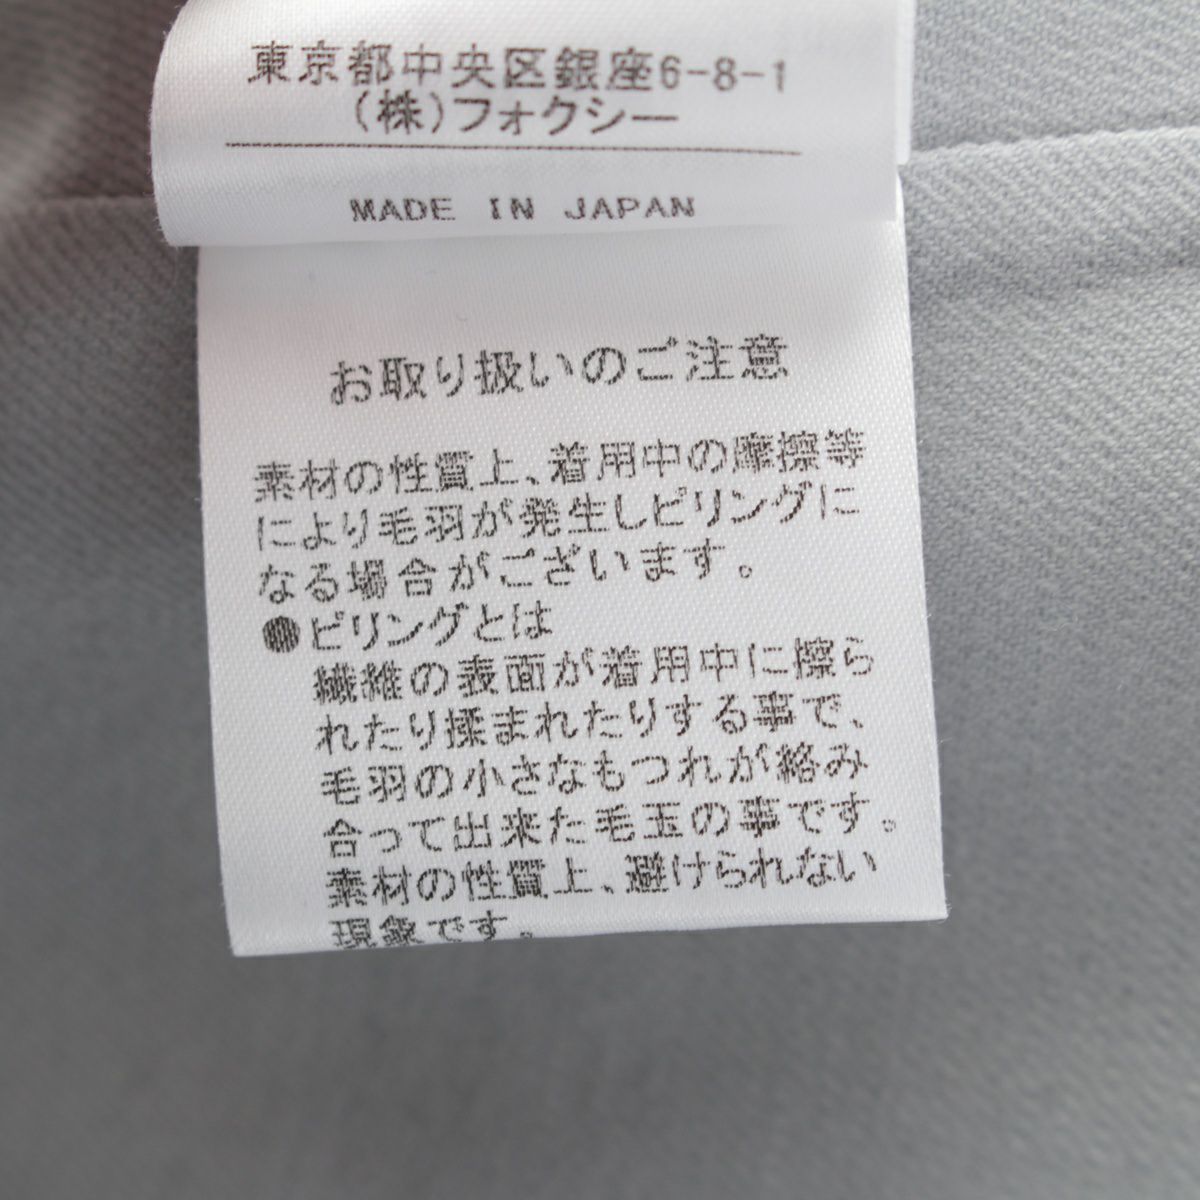 東京都中央区銀座6-8-1
(株)フォクシー
MADE IN JAPAN
お取り扱いのご注意
素材の性質上、着用中の摩擦等
により毛羽が発生しピリングに
なる場合がございます。
●ピリングとは
繊維の表面が着用中に擦ら
れたり揉まれたりする事で、
毛羽の小さなもつれが絡み
合って出来た毛玉の事です。
素材の性質上、避けられない
現象です。